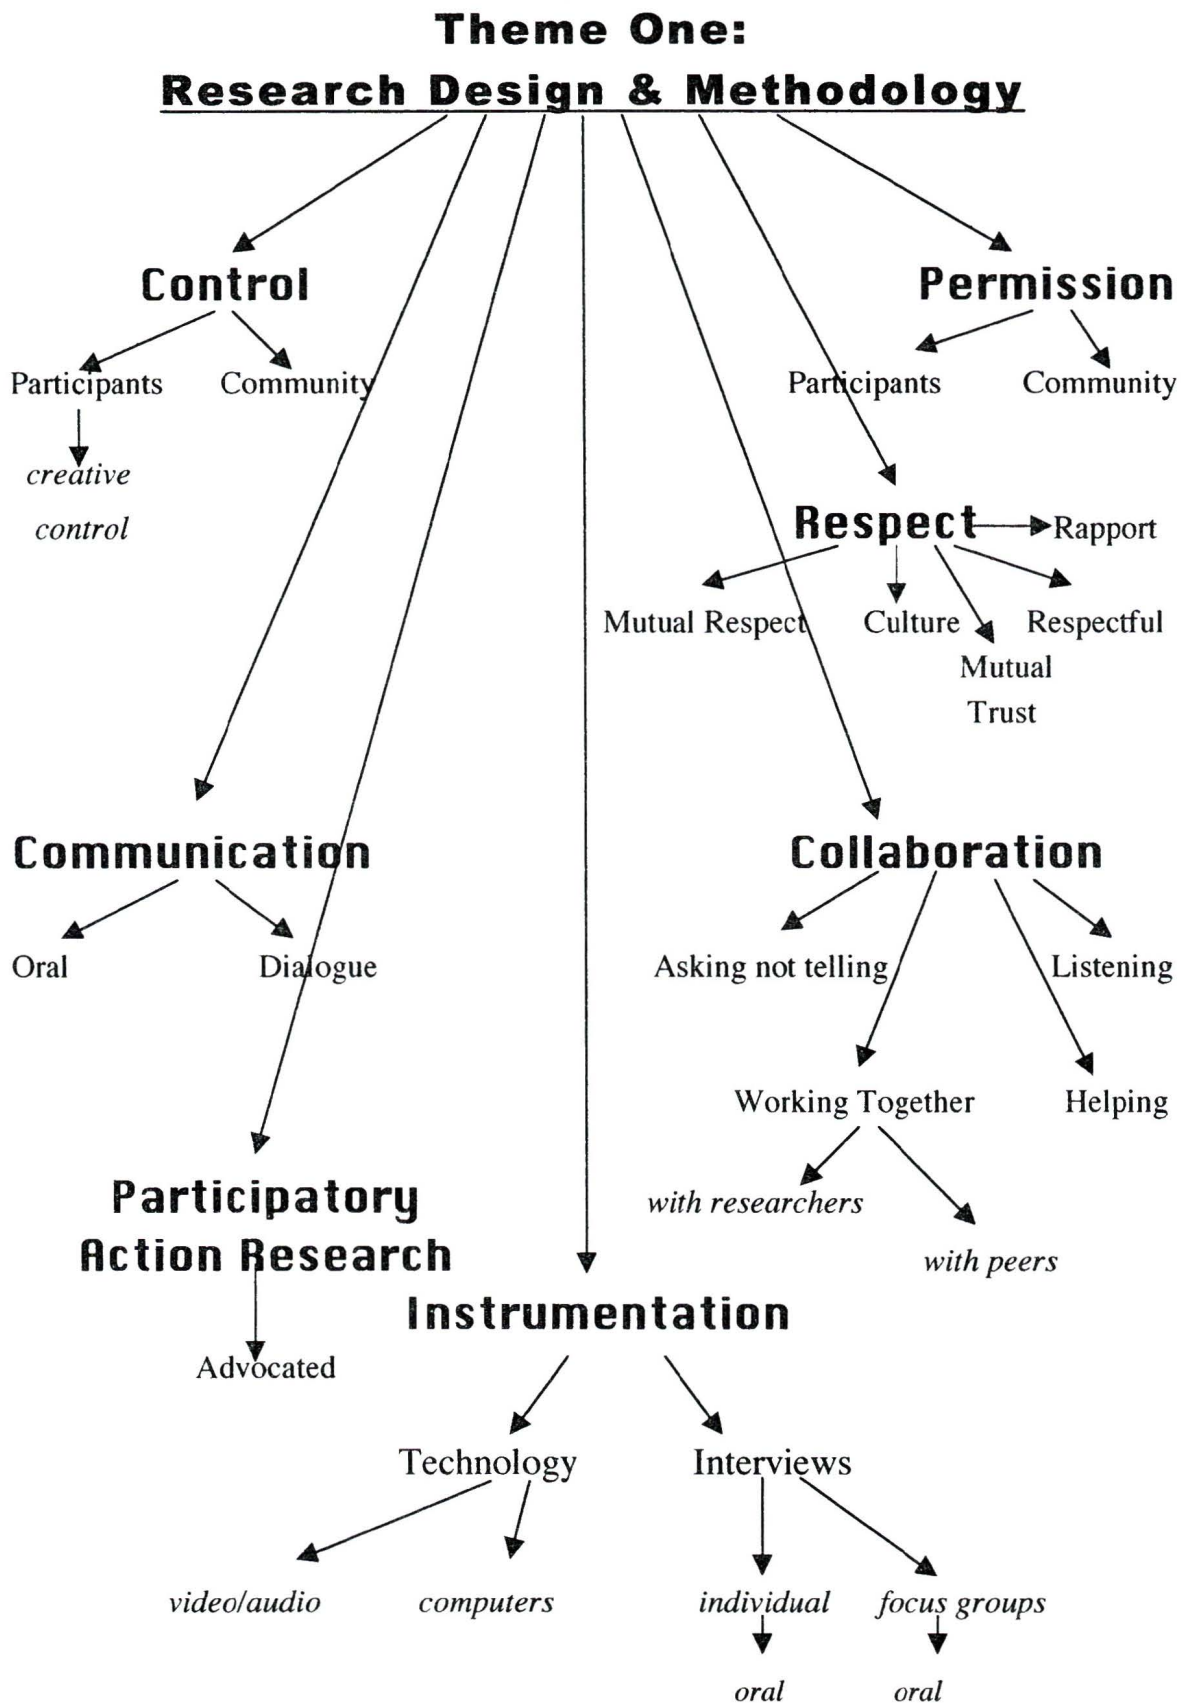 Theme One:
Research Design & Methodology
Control
Permission
Participants
Community
Participants
Community
creative
control
Respect
Rapport
Mutual Respect
Culture
Respectful
Mutual
Trust
Communication
Collaboration
Oral
Dialogue
Asking not telling
Listening
Working Together
Helping
Participatory
Action Research
with researchers
with peers
Advocated
Instrumentation
Technology
Interviews
video/audio
computers
individual
focus groups
oral
oral